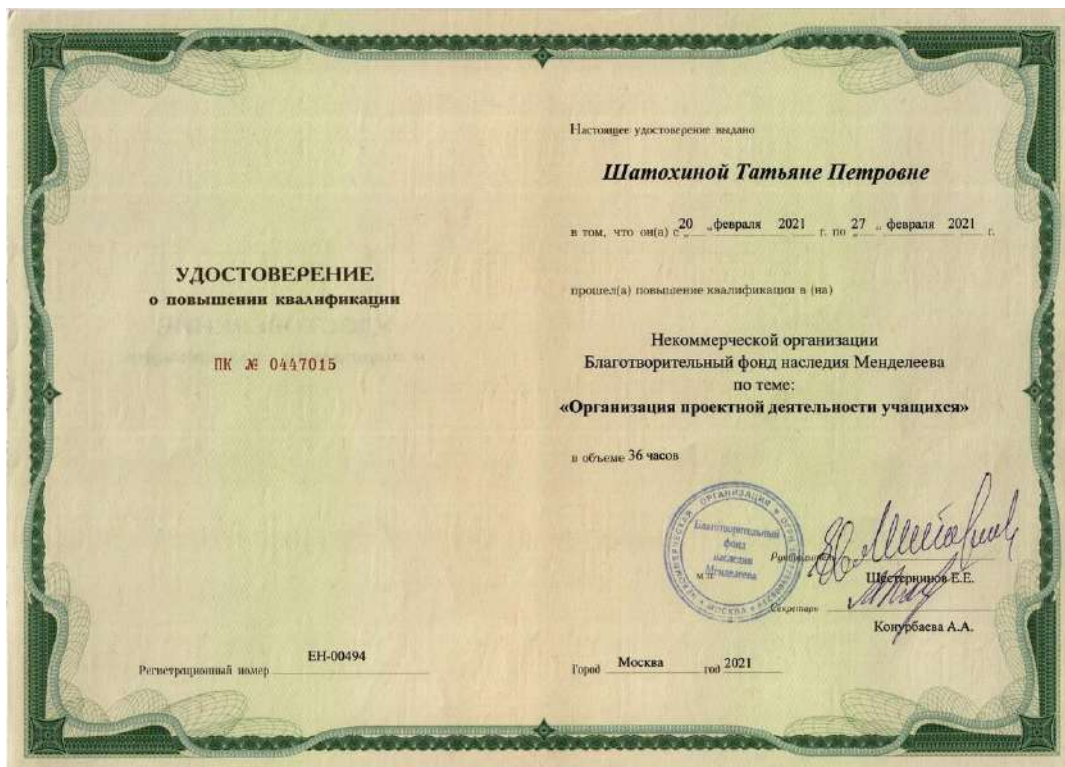 УДОСТОВЕРЕНИЕ
о повышении квалификации
ПК № 0447015
Регистрационный номер ЕН-00494
Настоящее удостоверение выдано
Шатохиной Татьяне Петровне
в том, что он(а) с „20 “ февраля 2021 г. по „27 “ февраля 2021 г.
прошел(а) повышение квалификации в (на)
Некоммерческой организации
Благотворительный фонд наследия Менделеева
по теме:
«Организация проектной деятельности учащихся»
в объеме 36 часов
Благотворительный
фонд
наследия
Менделеева
М.П.
Руководитель
Шестернинов Е.Е.
Секретарь
Конурбаева А.А.
Город Москва год 2021